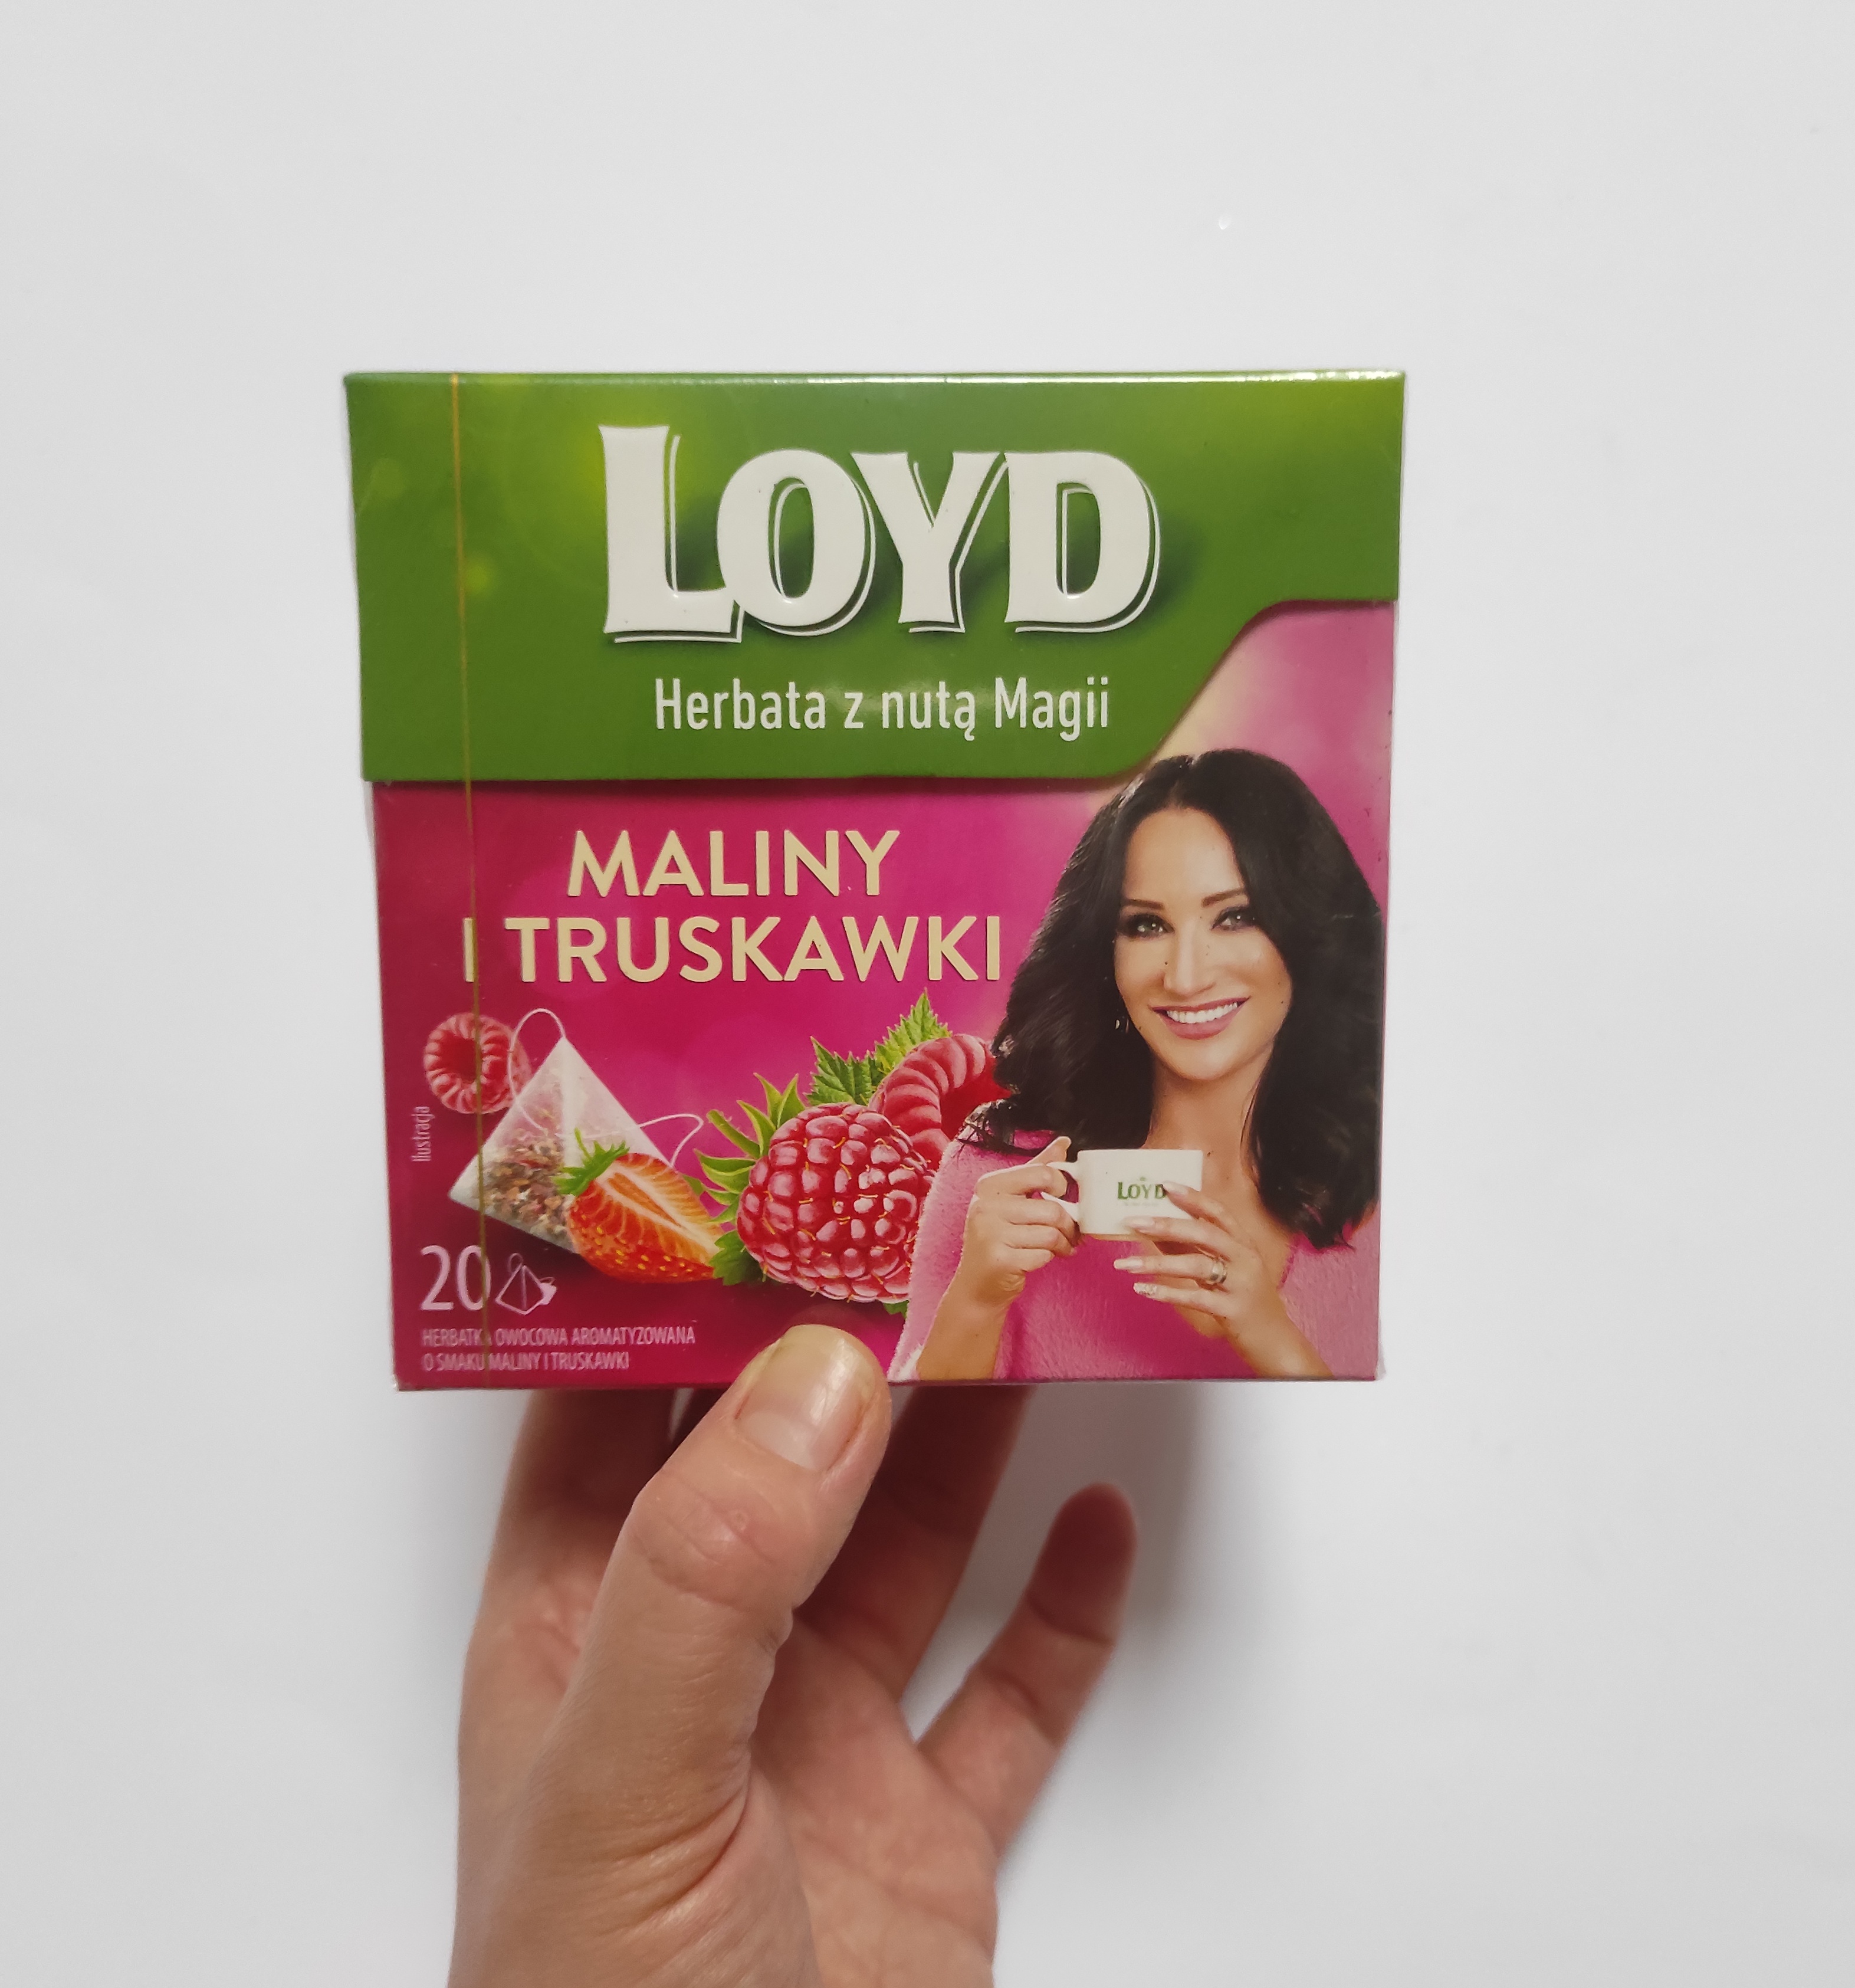 LOYD
Herbata z nutą Magii
MALINY
I TRUSKAWKI
Ilustracja
LOYD
20
HERBATKA OWOCOWA AROMATYZOWANA
O SMAKU MALINY I TRUSKAWKI